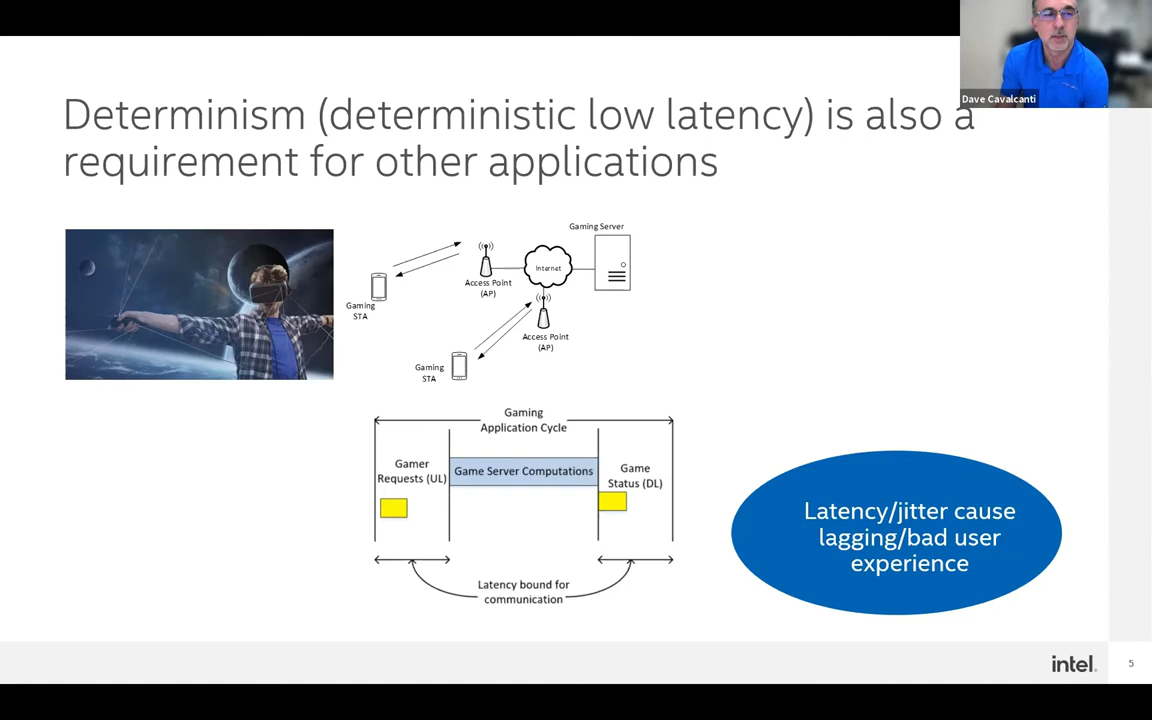 Dave Cavalcanti
Determinism (deterministic low latency) is also a
requirement for other applications
Gaming Server
Internet
Access Point
(AP)
Gaming
STA
Access Point
(AP)
Gaming
STA
Gaming
Application Cycle
Gamer
Requests (UL)
Game Server Computations
Game
Status (DL)
Latency bound for
communication
Latency/jitter cause
lagging/bad user
experience
intel.
5